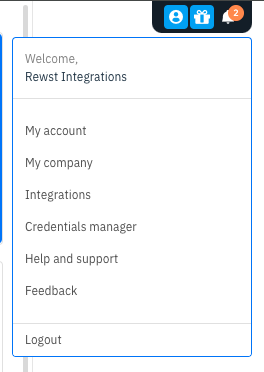 2
Welcome,
Rewst Integrations
My account
My company
Integrations
Credentials manager
Help and support
Feedback
Logout